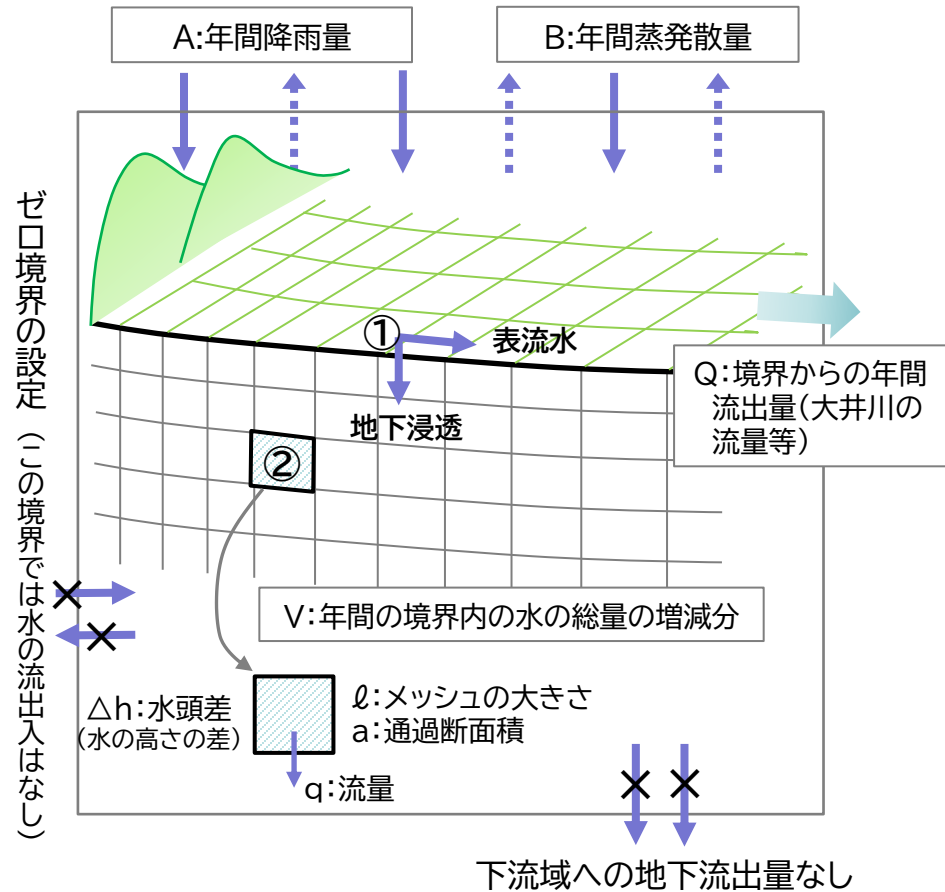 A:年間降雨量
B:年間蒸発散量
ゼロ境界の設定（この境界では水の流出入はなし）
①
表流水
地下浸透
Q:境界からの年間
流出量(大井川の
流量等)
②
V:年間の境界内の水の総量の増減分
△h:水頭差
(水の高さの差)
ℓ:メッシュの大きさ
a:通過断面積
q:流量
下流域への地下流出量なし